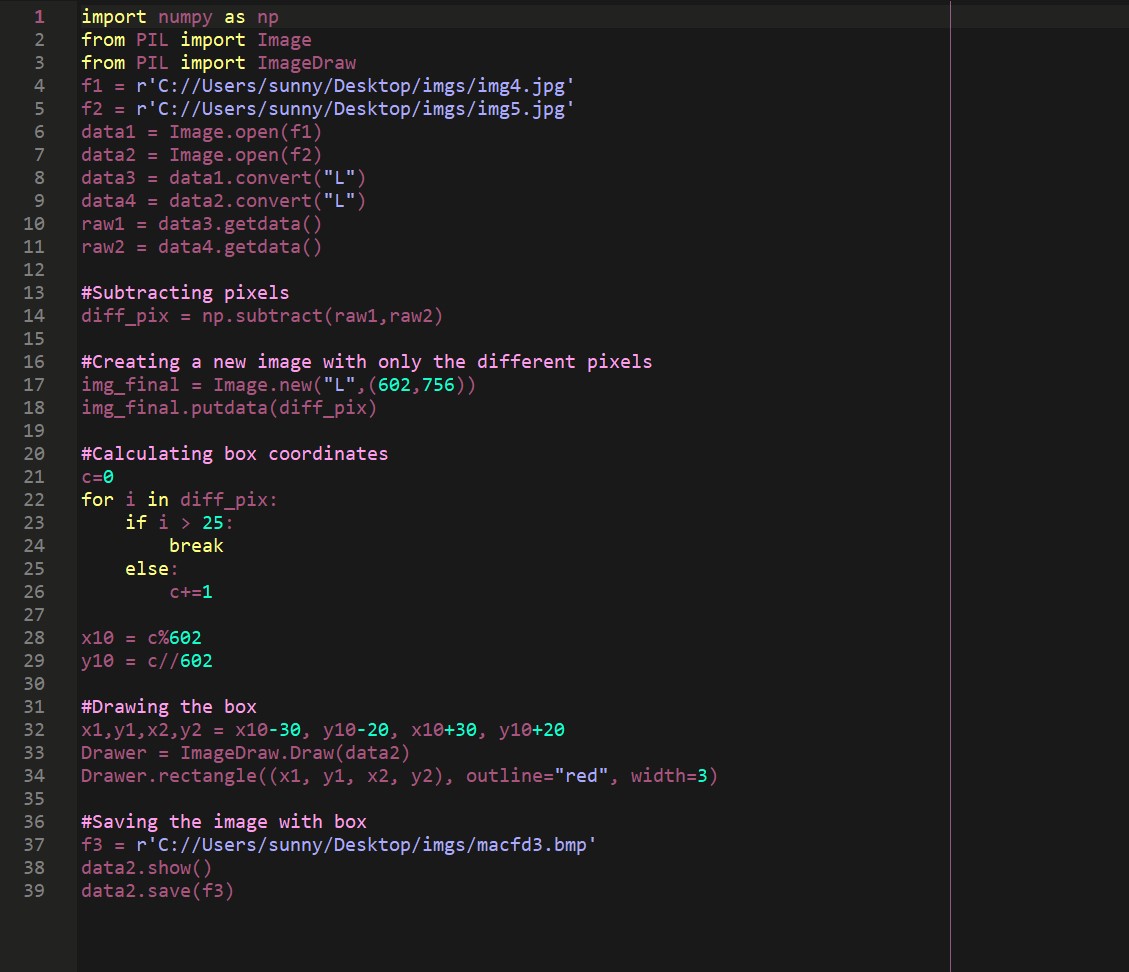 1 import numpy as np
2 from PIL import Image
3 from PIL import ImageDraw
4 f1 = r'C://Users/sunny/Desktop/imgs/img4.jpg'
5 f2 = r'C://Users/sunny/Desktop/imgs/img5.jpg'
6 data1 = Image.open(f1)
7 data2 = Image.open(f2)
8 data3 = data1.convert("L")
9 data4 = data2.convert("L")
10 raw1 = data3.getdata()
11 raw2 = data4.getdata()
12
13 #Subtracting pixels
14 diff_pix = np.subtract(raw1,raw2)
15
16 #Creating a new image with only the different pixels
17 img_final = Image.new("L",(602,756))
18 img_final.putdata(diff_pix)
19
20 #Calculating box coordinates
21 c=0
22 for i in diff_pix:
23     if i > 25:
24         break
25     else:
26         c+=1
27
28 x10 = c%602
29 y10 = c//602
30
31 #Drawing the box
32 x1,y1,x2,y2 = x10-30, y10-20, x10+30, y10+20
33 Drawer = ImageDraw.Draw(data2)
34 Drawer.rectangle((x1, y1, x2, y2), outline="red", width=3)
35
36 #Saving the image with box
37 f3 = r'C://Users/sunny/Desktop/imgs/macfd3.bmp'
38 data2.show()
39 data2.save(f3)